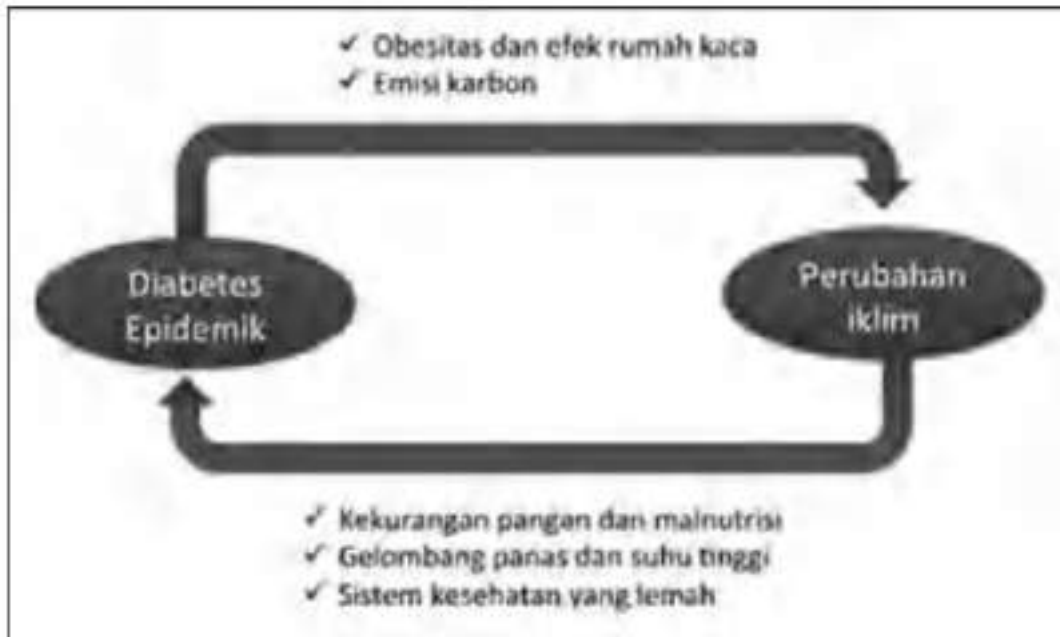 ✓ Obesitas dan efek rumah kaca
✓ Emisi karbon
Diabetes
Epidemik
Perubahan
iklim
✓ Kekurangan pangan dan malnutrisi
✓ Gelombang panas dan suhu tinggi
✓ Sistem kesehatan yang lemah